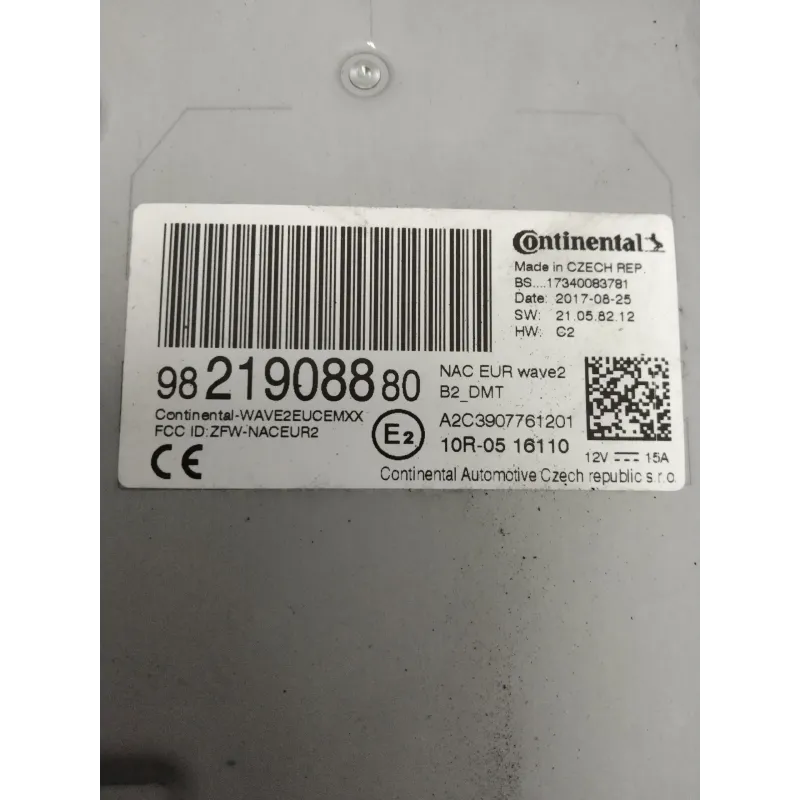 Continental
Made in CZECH REP.
BS....17340083781
Date: 2017-08-25
SW: 21.05.82.12
HW: C2
98 219088 80
NAC EUR wave2
B2_DMT
Continental-WAVE2EUCEMXX
FCC ID:ZFW-NACEUR2
E2
A2C3907761201
10R-05 16110
12V 15A
CE
Continental Automotive Czech republic s.r.o.